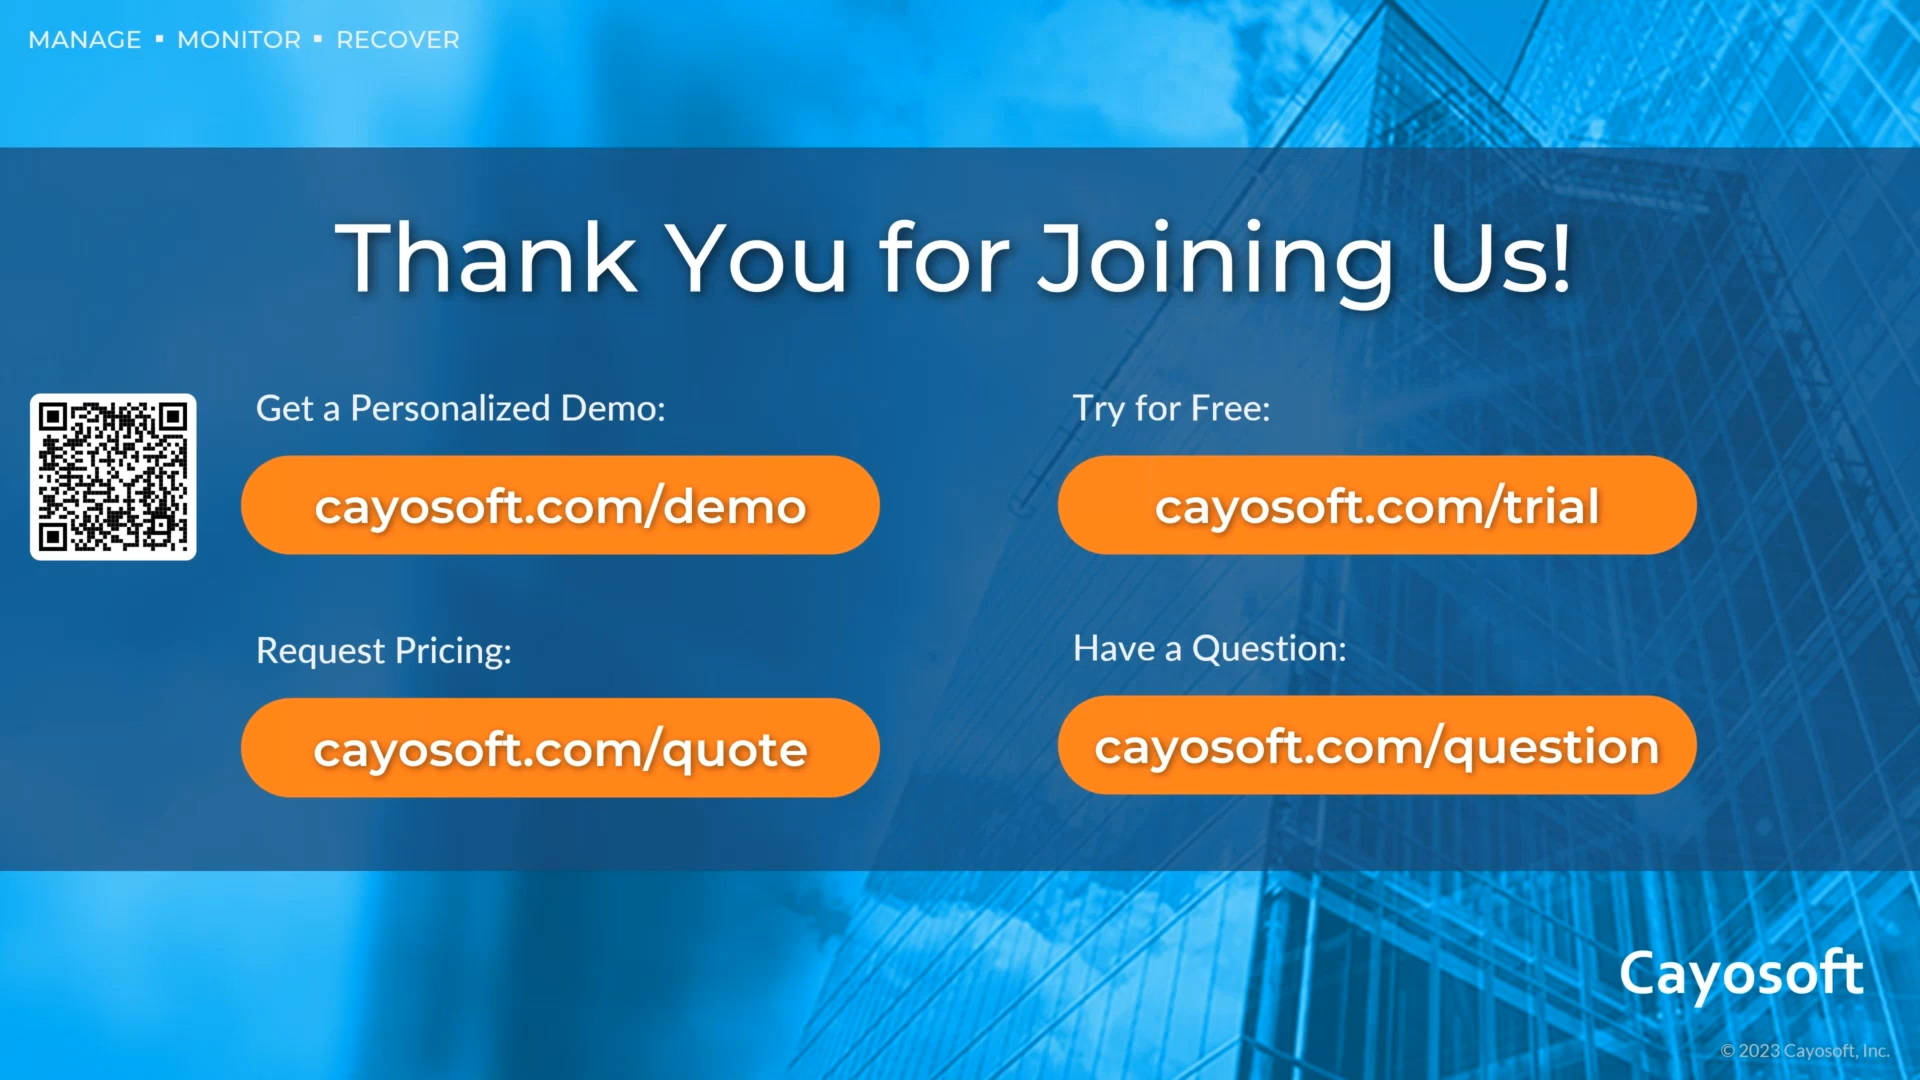 MANAGE ▪ MONITOR ▪ RECOVER
Thank You for Joining Us!
Get a Personalized Demo:
cayosoft.com/demo
Try for Free:
cayosoft.com/trial
Request Pricing:
cayosoft.com/quote
Have a Question:
cayosoft.com/question
Cayosoft
© 2023 Cayosoft, Inc.